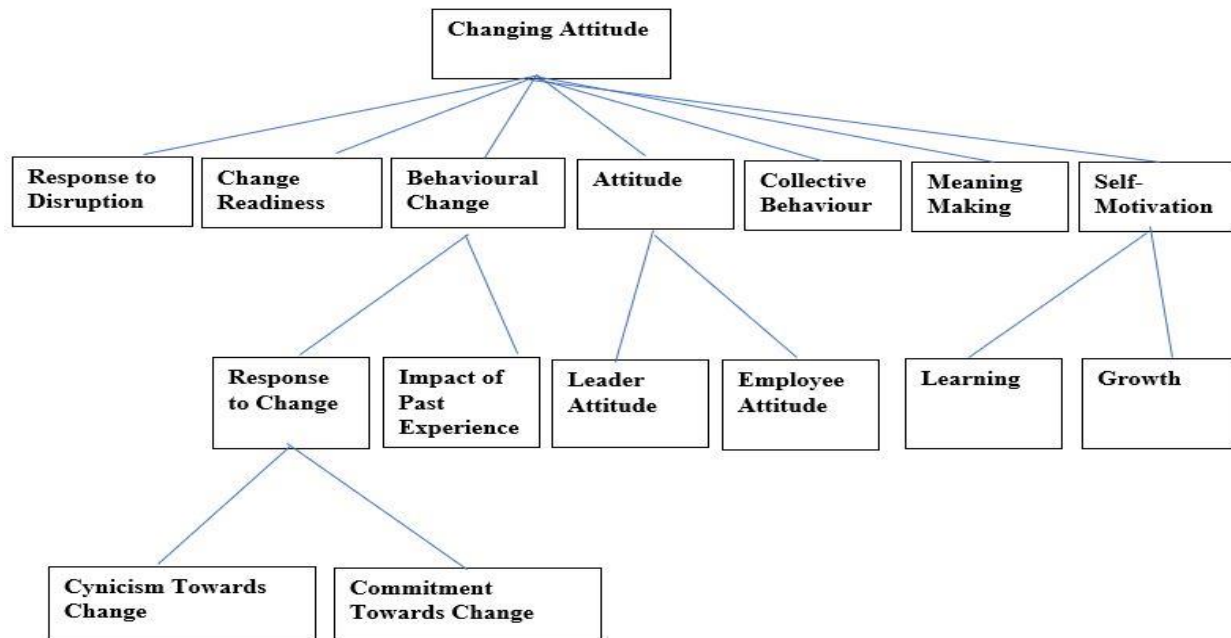 Changing Attitude
Response to
Disruption
Change
Readiness
Behavioural
Change
Attitude
Collective
Behaviour
Meaning
Making
Self-
Motivation
Response
to Change
Impact of
Past
Experience
Leader
Attitude
Employee
Attitude
Learning
Growth
Cynicism Towards
Change
Commitment
Towards Change